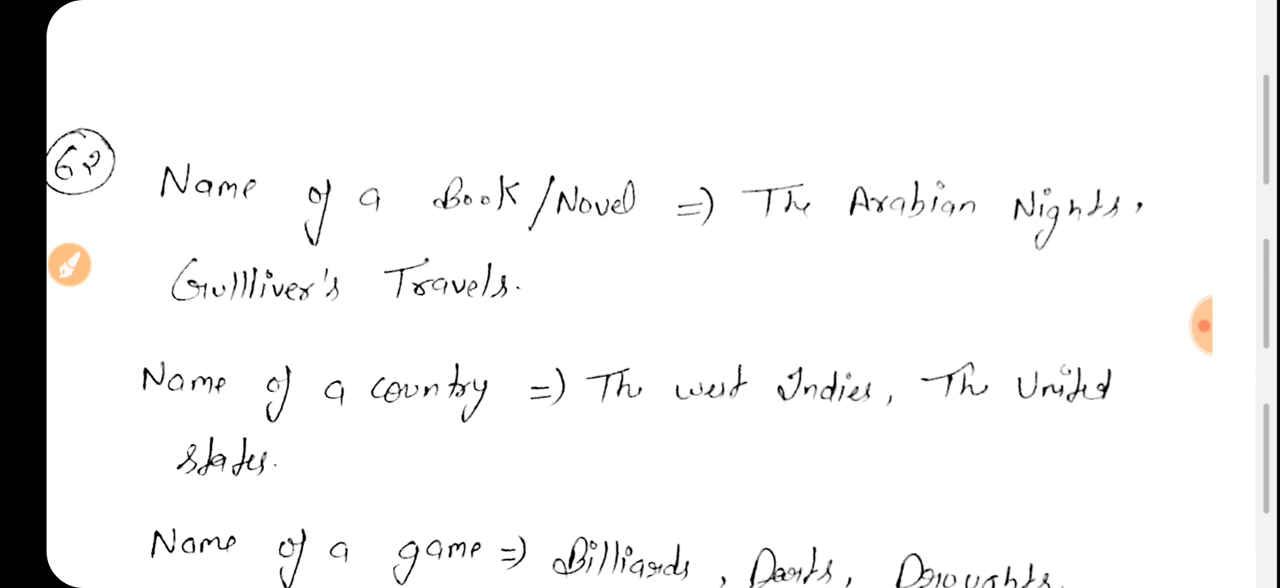 62
Name of a Book/Novel => The Arabian Nights,
Gullliver's Travels.
Name of a country => The west Indies, The United
states.
Name of a game => Billiards, Darts, Draughts.